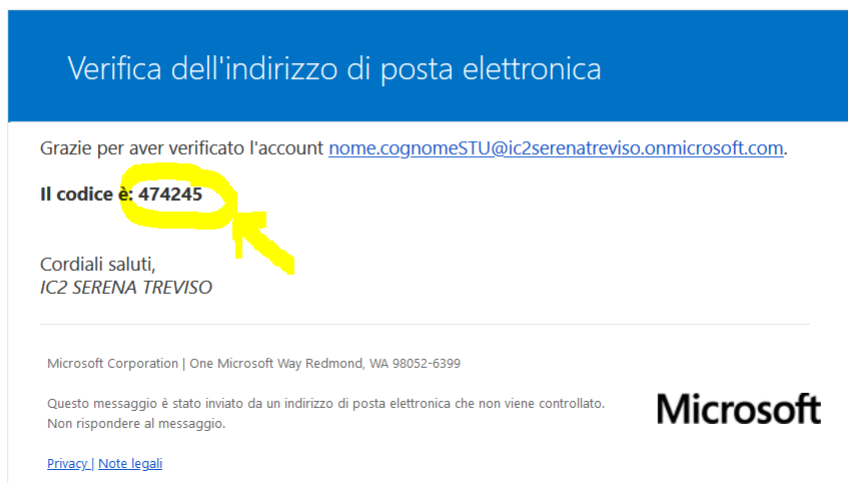 Verifica dell'indirizzo di posta elettronica
Grazie per aver verificato l'account nome.cognomeSTU@ic2serenatreviso.onmicrosoft.com.
Il codice è: 474245
Cordiali saluti,
IC2 SERENA TREVISO
Microsoft Corporation | One Microsoft Way Redmond, WA 98052-6399
Questo messaggio è stato inviato da un indirizzo di posta elettronica che non viene controllato.
Non rispondere al messaggio.
Microsoft
Privacy | Note legali